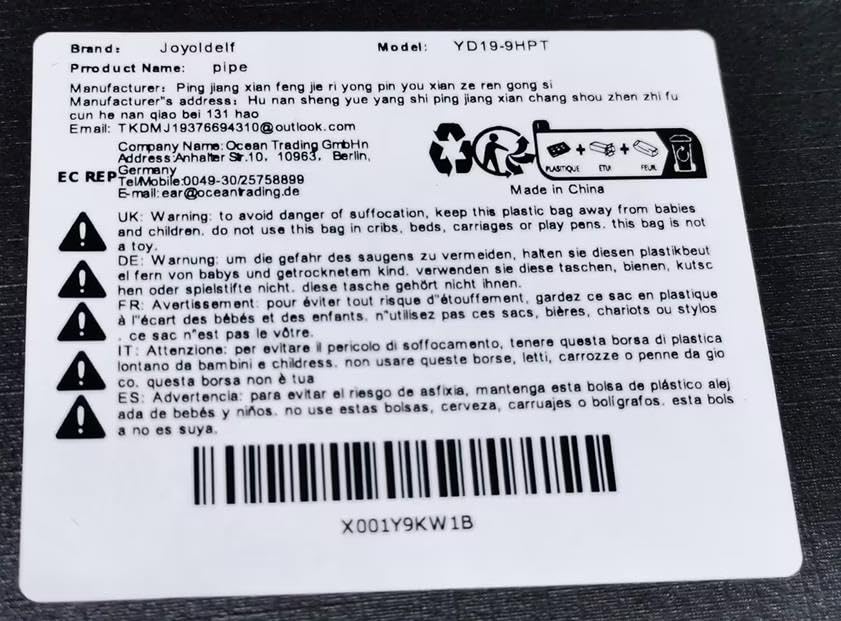 Brand: Joyoldelf Model: YD19-9HPT
Prroduct Name: pipe
Manufacturer: Ping jiang xian feng jie ri yong pin you xian ze ren gong si
Manufacturer"s address: Hu nan sheng yue yang shi ping jiang xian chang shou zhen zhi fu
cun he nan qiao bei 131 hao
Email: TKDMJ19376694310@outlook.com
Company Name: Ocean Trading GmbHn
Address:Anhalter Str.10, 10963, Berlin,
Germany
EC REP Tel/Mobile:0049-30/25758899
E-mail: ear@oceantrading.de
PLASITIQUE + ETUI + FEUIL
Made in China
UK: Warning: to avoid danger of suffocation, keep this plastic bag away from babies
and children. do not use this bag in cribs, beds, carriages or play pens. this bag is not
a toy.
DE: Warnung: um die gefahr des saugens zu vermeiden, halten sie diesen plastikbeut
el fern von babys und getrocknetem kind. verwenden sie diese taschen, bienen, kutsc
hen oder spielstifte nicht. diese tasche gehört nicht ihnen.
FR: Avertissement: pour éviter tout risque d"étouffement, gardez ce sac en plastique
à l"écart des bébés et des enfants. n"utilisez pas ces sacs, bières, chariots ou stylos
. ce sac n"est pas le vôtre.
IT: Attenzione: per evitare il pericolo di soffocamento, tenere questa borsa di plastica
lontano da bambini e childress. non usare queste borse, letti, carrozze o penne da gio
co. questa borsa non è tua
ES: Advertencia: para evitar el riesgo de asfixia, mantenga esta bolsa de plástico alej
ada de bebés y niños. no use estas bolsas, cerveza, carruajes o bolígrafos. esta bols
a no es suya.
X001Y9KW1B